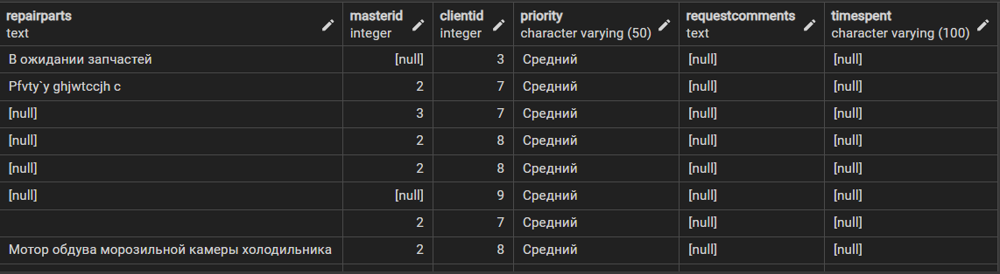 repairparts masterid clientid priority requestcomments timespent
text integer integer character varying (50) text character varying (100)
В ожидании запчастей [null] 3 Средний [null] [null]
Pfvty`y ghjwtccjh c 2 7 Средний [null] [null]
[null] 3 7 Средний [null] [null]
[null] 2 8 Средний [null] [null]
[null] 2 8 Средний [null] [null]
[null] [null] 9 Средний [null] [null]
2 7 Средний [null] [null]
Мотор обдува морозильной камеры холодильника 2 8 Средний [null] [null]